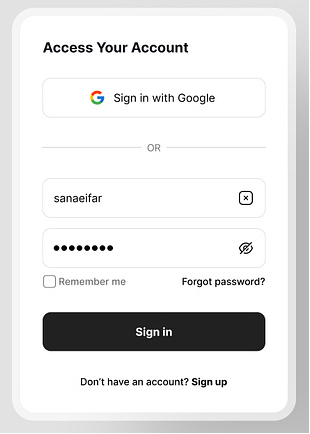 Access Your Account
Sign in with Google
OR
sanaeifar
••••••••
Remember me Forgot password?
Sign in
Don't have an account? Sign up